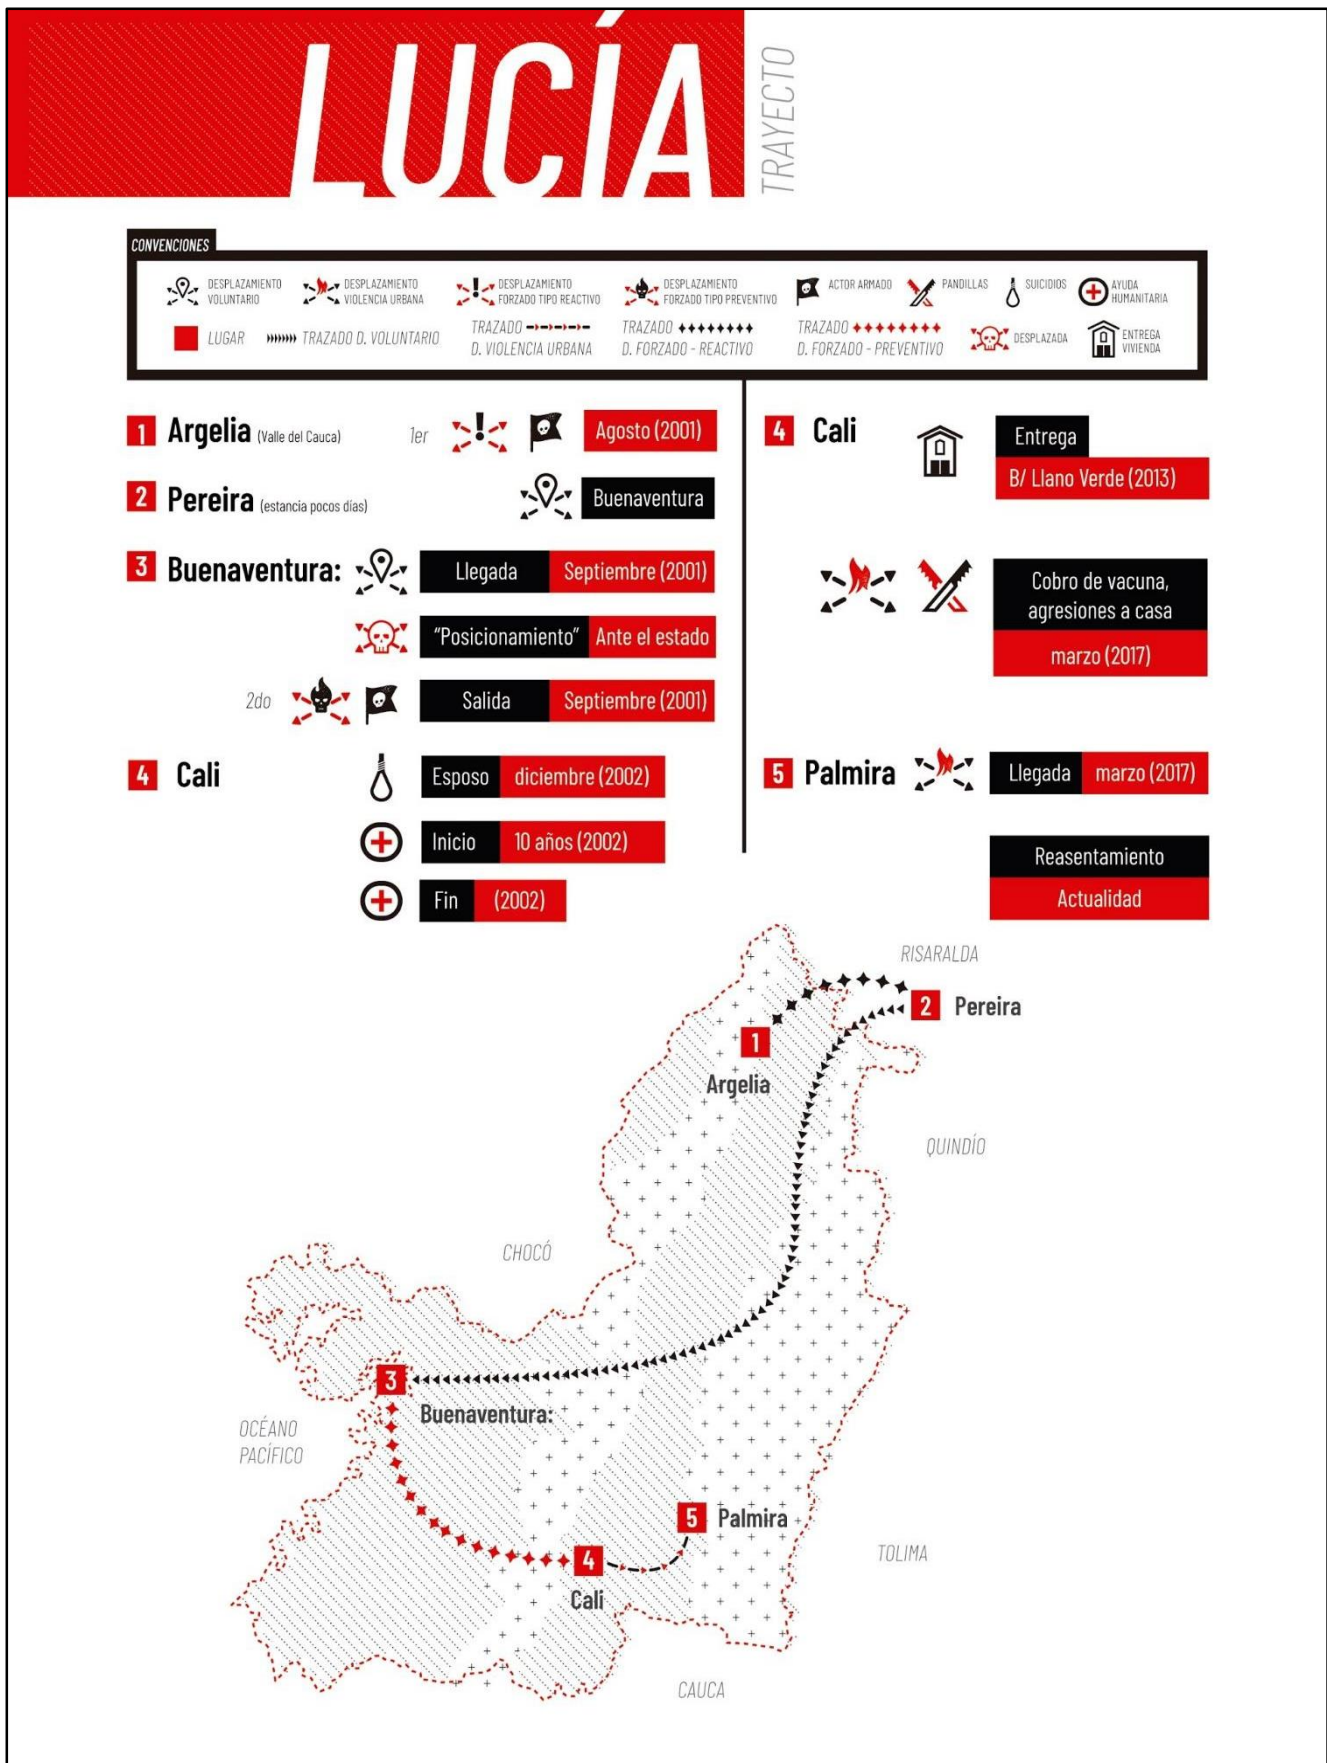 LUCÍA
TRAYECTO
CONVENCIONES
DESPLAZAMIENTO
VOLUNTARIO
DESPLAZAMIENTO
VIOLENCIA URBANA
DESPLAZAMIENTO
FORZADO TIPO REACTIVO
DESPLAZAMIENTO
FORZADO TIPO PREVENTIVO
ACTOR ARMADO
PANDILLAS
SUICIDIOS
AYUDA
HUMANITARIA
LUGAR
TRAZADO D. VOLUNTARIO
TRAZADO
D. VIOLENCIA URBANA
TRAZADO
D. FORZADO - REACTIVO
TRAZADO
D. FORZADO - PREVENTIVO
DESPLAZADA
ENTREGA
VIVIENDA
1 Argelia (Valle del Cauca) 1er Agosto (2001)
2 Pereira (estancia pocos días) Buenaventura
3 Buenaventura: Llegada Septiembre (2001)
"Posicionamiento" Ante el estado
2do Salida Septiembre (2001)
4 Cali Esposo diciembre (2002)
Inicio 10 años (2002)
Fin (2002)
4 Cali Entrega
B/ Llano Verde (2013)
Cobro de vacuna,
agresiones a casa
marzo (2017)
5 Palmira Llegada marzo (2017)
Reasentamiento
Actualidad
RISARALDA
2 Pereira
1
Argelia
QUINDÍO
CHOCÓ
3
Buenaventura:
OCÉANO
PACÍFICO
5 Palmira
4
Cali
TOLIMA
CAUCA